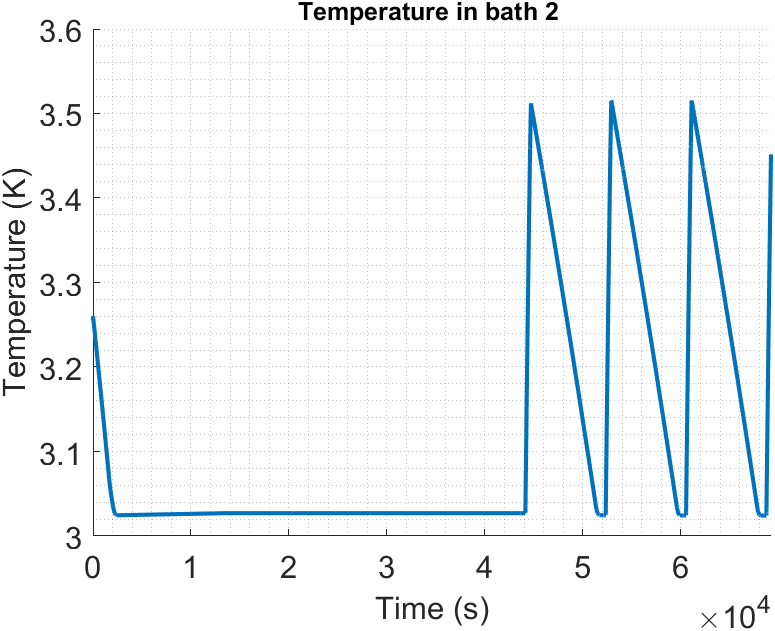 Temperature in bath 2
Temperature (K)
3.6
3.5
3.4
3.3
3.2
3.1
3
0 1 2 3 4 5 6
Time (s)
×10^4